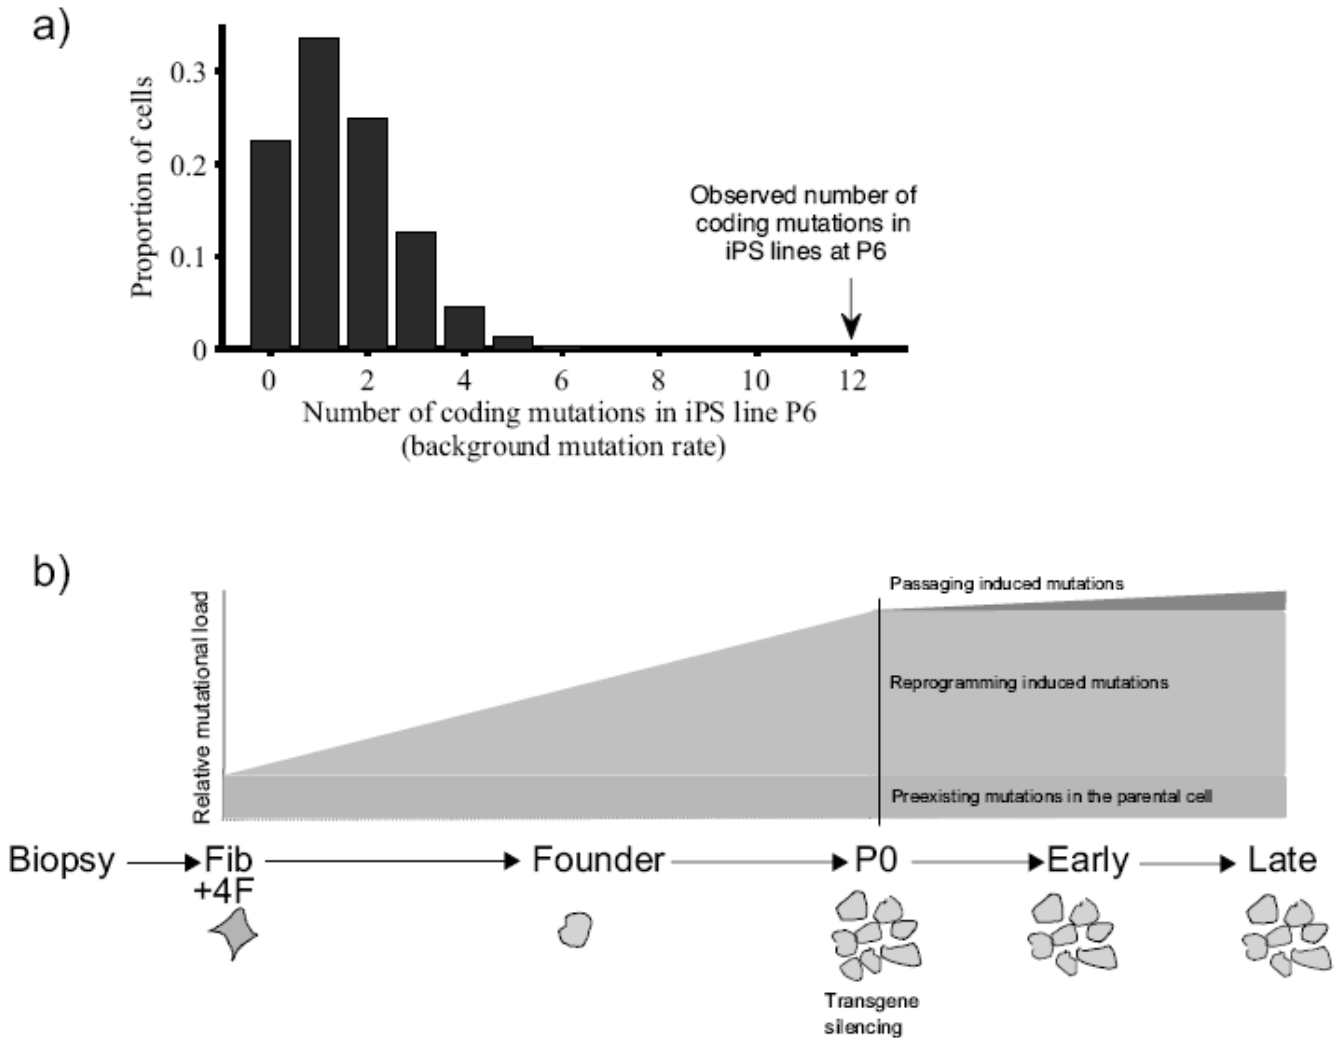 a)
Proportion of cells
0.3
0.2
0.1
0
0
2
4
6
8
10
12
Observed number of
coding mutations in
iPS lines at P6
Number of coding mutations in iPS line P6
(background mutation rate)
b)
Relative mutational load
Passaging induced mutations
Reprogramming induced mutations
Preexisting mutations in the parental cell
Biopsy
Fib
+4F
Founder
P0
Early
Late
Transgene
silencing